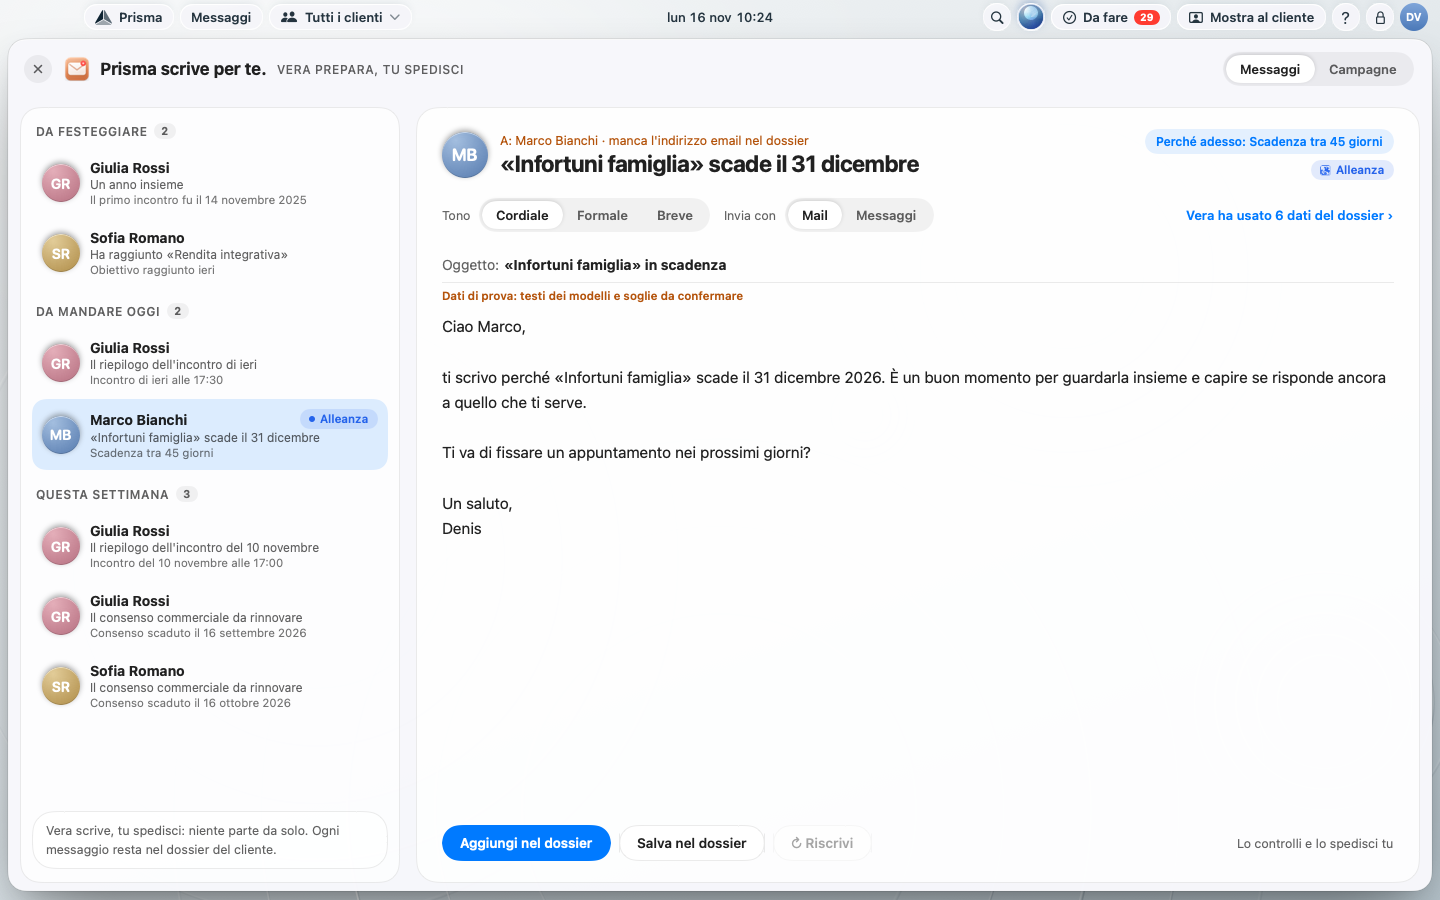 Prisma Messaggi Tutti i clienti lun 16 nov 10:24 Da fare 29 Mostra al cliente ? DV
Prisma scrive per te. VERA PREPARA, TU SPEDISCI Messaggi Campagne
DA FESTEGGIARE 2
GR Giulia Rossi
Un anno insieme
Il primo incontro fu il 14 novembre 2025
SR Sofia Romano
Ha raggiunto «Rendita integrativa»
Obiettivo raggiunto ieri
DA MANDARE OGGI 2
GR Giulia Rossi
Il riepilogo dell'incontro di ieri
Incontro di ieri alle 17:30
MB Marco Bianchi Alleanza
«Infortuni famiglia» scade il 31 dicembre
Scadenza tra 45 giorni
QUESTA SETTIMANA 3
GR Giulia Rossi
Il riepilogo dell'incontro del 10 novembre
Incontro del 10 novembre alle 17:00
GR Giulia Rossi
Il consenso commerciale da rinnovare
Consenso scaduto il 16 settembre 2026
SR Sofia Romano
Il consenso commerciale da rinnovare
Consenso scaduto il 16 ottobre 2026
Vera scrive, tu spedisci: niente parte da solo. Ogni
messaggio resta nel dossier del cliente.
MB A: Marco Bianchi · manca l'indirizzo email nel dossier
«Infortuni famiglia» scade il 31 dicembre
Perché adesso: Scadenza tra 45 giorni
Alleanza
Tono Cordiale Formale Breve Invia con Mail Messaggi Vera ha usato 6 dati del dossier ›
Oggetto: «Infortuni famiglia» in scadenza
Dati di prova: testi dei modelli e soglie da confermare
Ciao Marco,
ti scrivo perché «Infortuni famiglia» scade il 31 dicembre 2026. È un buon momento per guardarla insieme e capire se risponde ancora
a quello che ti serve.
Ti va di fissare un appuntamento nei prossimi giorni?
Un saluto,
Denis
Aggiungi nel dossier Salva nel dossier Riscrivi Lo controlli e lo spedisci tu